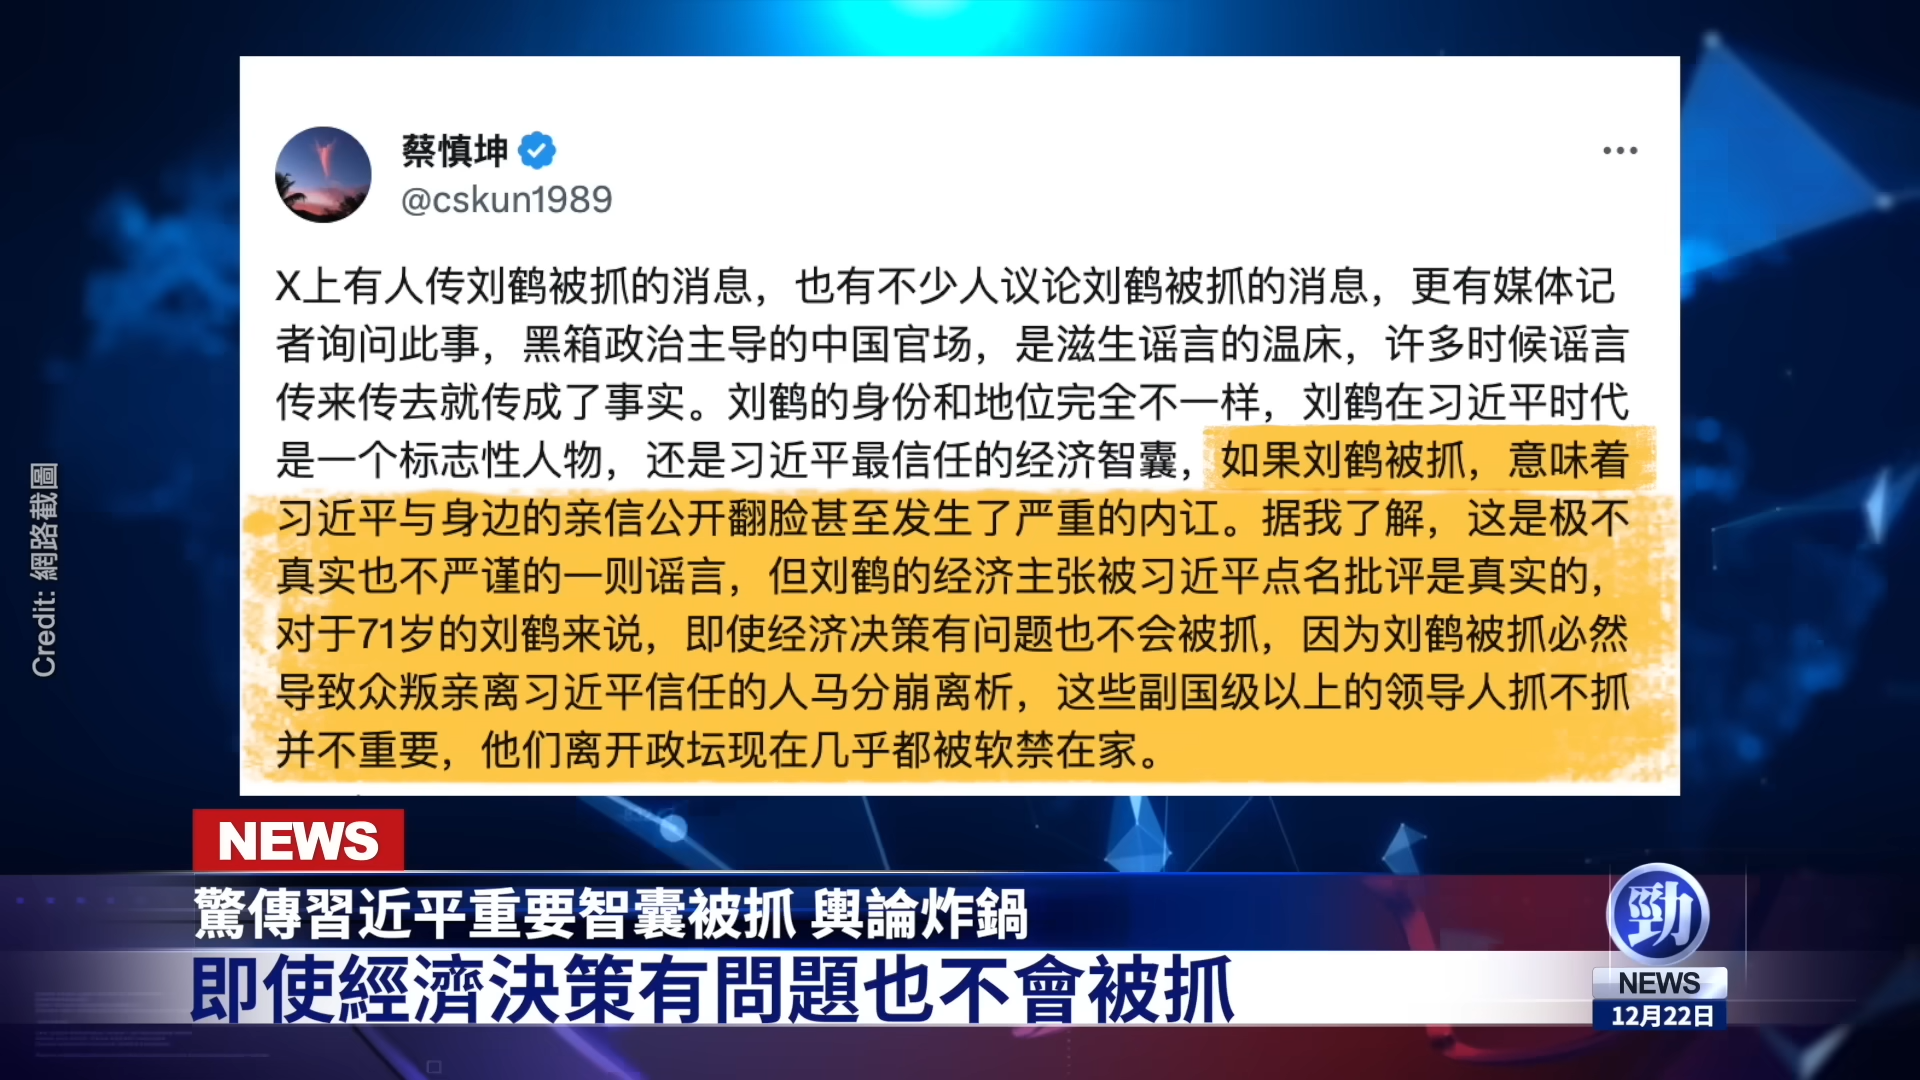 蔡慎坤
@cskun1989
X上有人传刘鹤被抓的消息，也有不少人议论刘鹤被抓的消息，更有媒体记
者询问此事，黑箱政治主导的中国官场，是滋生谣言的温床，许多时候谣言
传来传去就传成了事实。刘鹤的身份和地位完全不一样，刘鹤在习近平时代
是一个标志性人物，还是习近平最信任的经济智囊，如果刘鹤被抓，意味着
习近平与身边的亲信公开翻脸甚至发生了严重的内讧。据我了解，这是极不
真实也不严谨的一则谣言，但刘鹤的经济主张被习近平点名批评是真实的，
对于71岁的刘鹤来说，即使经济决策有问题也不会被抓，因为刘鹤被抓必然
导致众叛亲离习近平信任的人马分崩离析，这些副国级以上的领导人抓不抓
并不重要，他们离开政坛现在几乎都被软禁在家。
Credit: 網路截圖
NEWS
驚傳習近平重要智囊被抓 輿論炸鍋
即使經濟決策有問題也不會被抓
勁
NEWS
12月22日